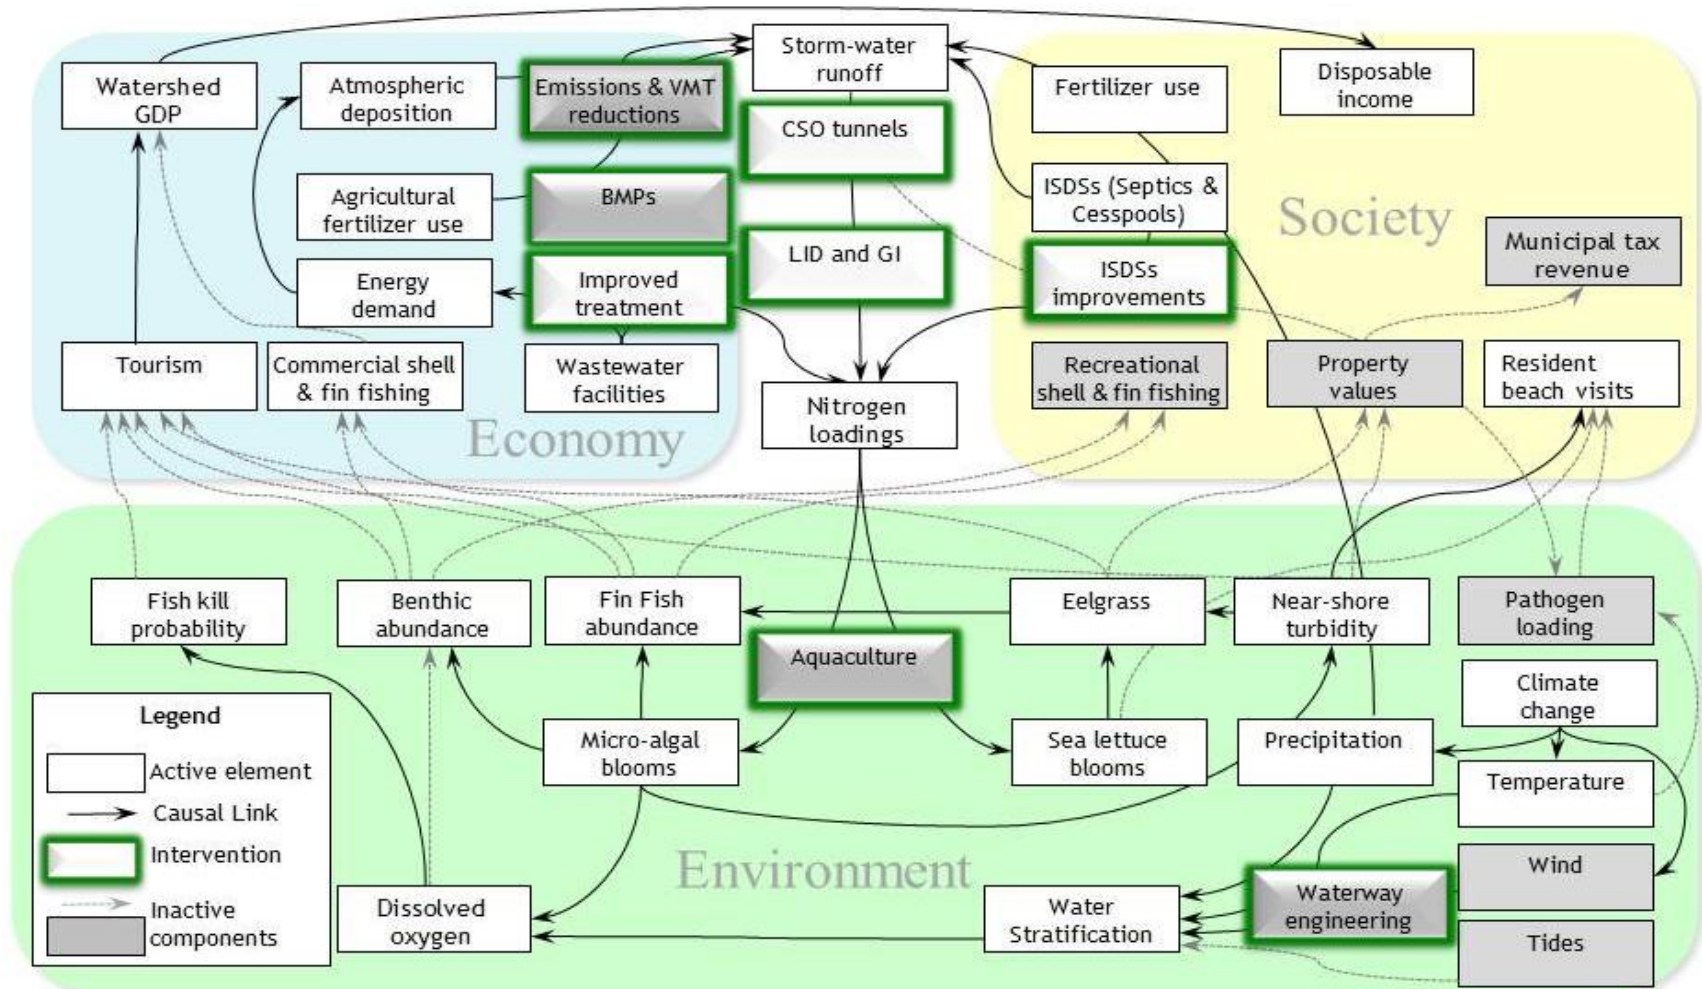 Storm-water
runoff
Watershed
GDP
Atmospheric
deposition
Emissions & VMT
reductions
Fertilizer use
Disposable
income
CSO tunnels
Agricultural
fertilizer use
BMPs
ISDSs (Septics &
Cesspools)
Society
Municipal tax
revenue
Energy
demand
Improved
treatment
LID and GI
ISDSs
improvements
Tourism
Commercial shell
& fin fishing
Wastewater
facilities
Recreational
shell & fin fishing
Property
values
Resident
beach visits
Nitrogen
loadings
Economy
Fish kill
probability
Benthic
abundance
Fin Fish
abundance
Eelgrass
Near-shore
turbidity
Pathogen
loading
Aquaculture
Climate
change
Legend
Active element
Causal Link
Intervention
Inactive
components
Micro-algal
blooms
Sea lettuce
blooms
Precipitation
Temperature
Environment
Wind
Dissolved
oxygen
Water
Stratification
Waterway
engineering
Tides